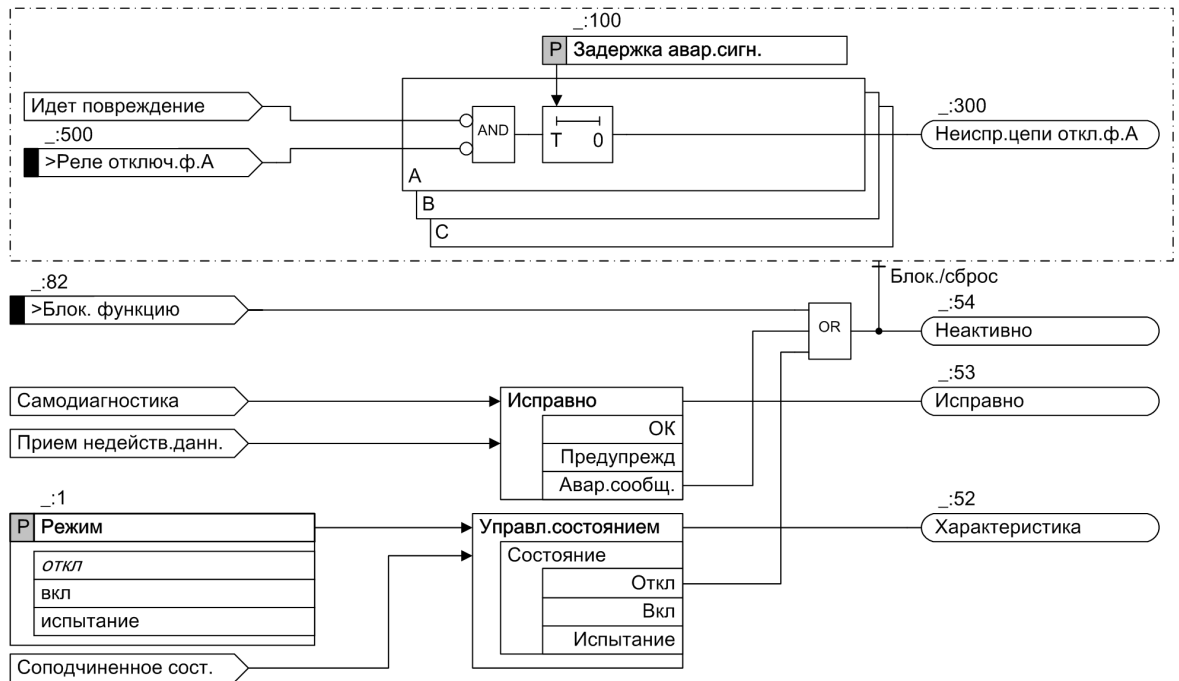 _:100
P Задержка авар.сигн.
Идет повреждение
_:500
>Реле отключ.ф.А
AND
T 0
A
B
C
_:300
Неиспр.цепи откл.ф.А
Блок./сброс
_:82
>Блок. функцию
OR
_:54
Неактивно
Самодиагностика
Прием недейств.данн.
Исправно
ОК
Предупрежд
Авар.сообщ.
_:53
Исправно
_:1
P Режим
откл
вкл
испытание
Соподчиненное сост.
Управл.состоянием
Состояние
Откл
Вкл
Испытание
_:52
Характеристика